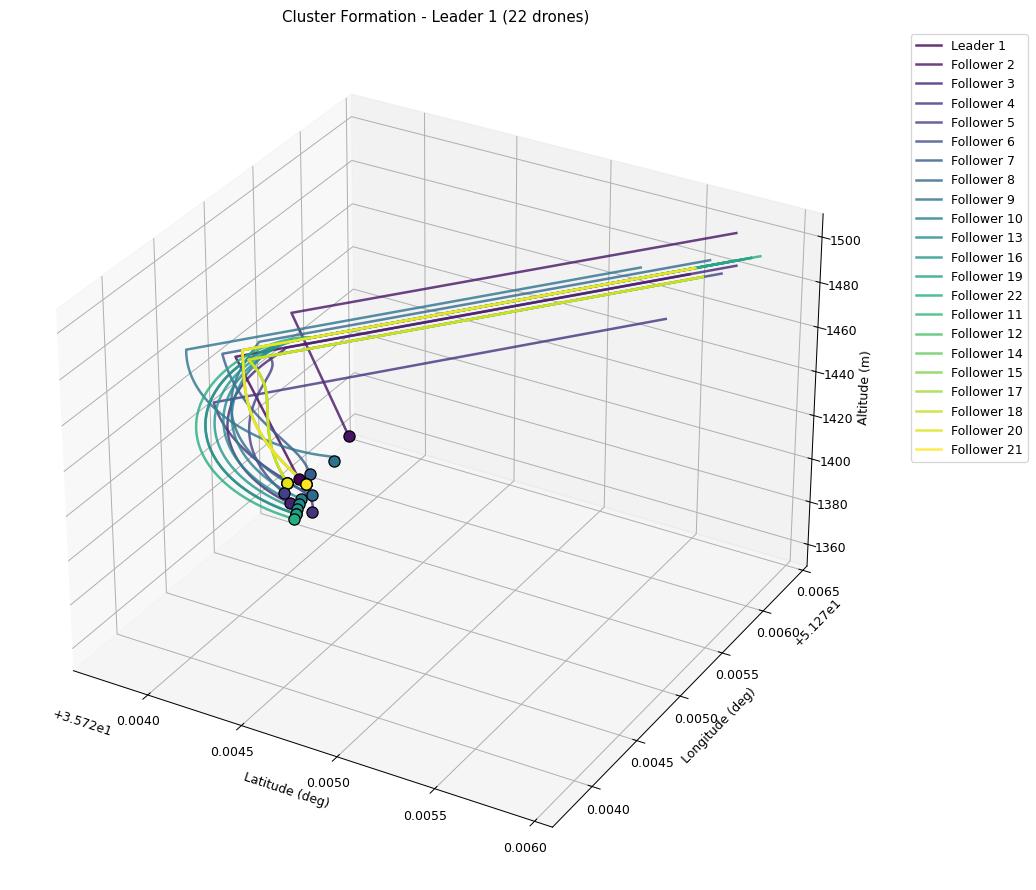 Cluster Formation - Leader 1 (22 drones)
Leader 1
Follower 2
Follower 3
Follower 4
Follower 5
Follower 6
Follower 7
Follower 8
Follower 9
Follower 10
Follower 13
Follower 16
Follower 19
Follower 22
Follower 11
Follower 12
Follower 14
Follower 15
Follower 17
Follower 18
Follower 20
Follower 21
1500
1480
1460
1440
1420
1400
1380
1360
Altitude (m)
0.0065
0.0060
0.0055
0.0050
0.0045
0.0040
+5.127e1
Longitude (deg)
+3.572e1
0.0040
0.0045
0.0050
0.0055
0.0060
Latitude (deg)